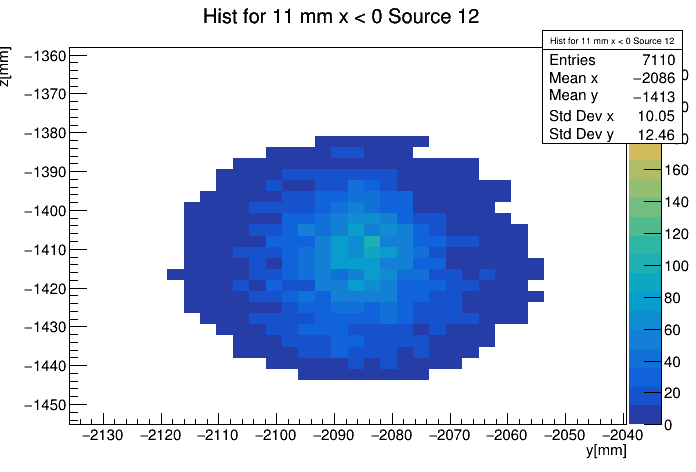 Hist for 11 mm x < 0 Source 12
Hist for 11 mm x < 0 Source 12
Entries 7110
Mean x −2086
Mean y −1413
Std Dev x 10.05
Std Dev y 12.46
z[mm]
−1360
−1370
−1380
−1390
−1400
−1410
−1420
−1430
−1440
−1450
160
140
120
100
80
60
40
20
0
−2130 −2120 −2110 −2100 −2090 −2080 −2070 −2060 −2050 −2040
y[mm]